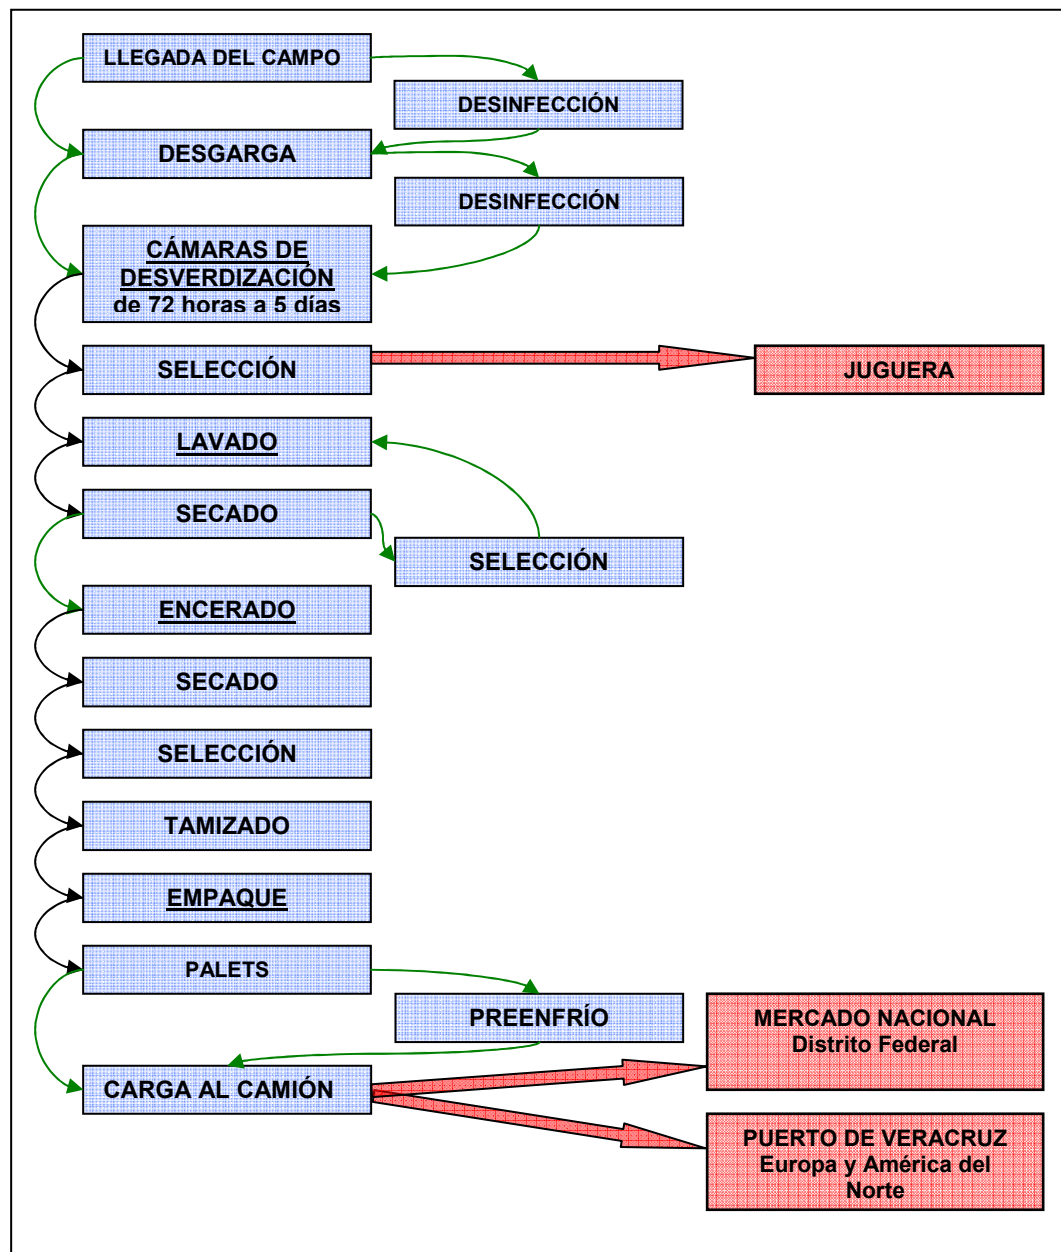 LLEGADA DEL CAMPO
DESINFECCIÓN
DESGARGA
DESINFECCIÓN
CÁMARAS DE
DESVERDIZACIÓN
de 72 horas a 5 días
SELECCIÓN
JUGUERA
LAVADO
SECADO
SELECCIÓN
ENCERADO
SECADO
SELECCIÓN
TAMIZADO
EMPAQUE
PALETS
PREENFRÍO
MERCADO NACIONAL
Distrito Federal
CARGA AL CAMIÓN
PUERTO DE VERACRUZ
Europa y América del
Norte